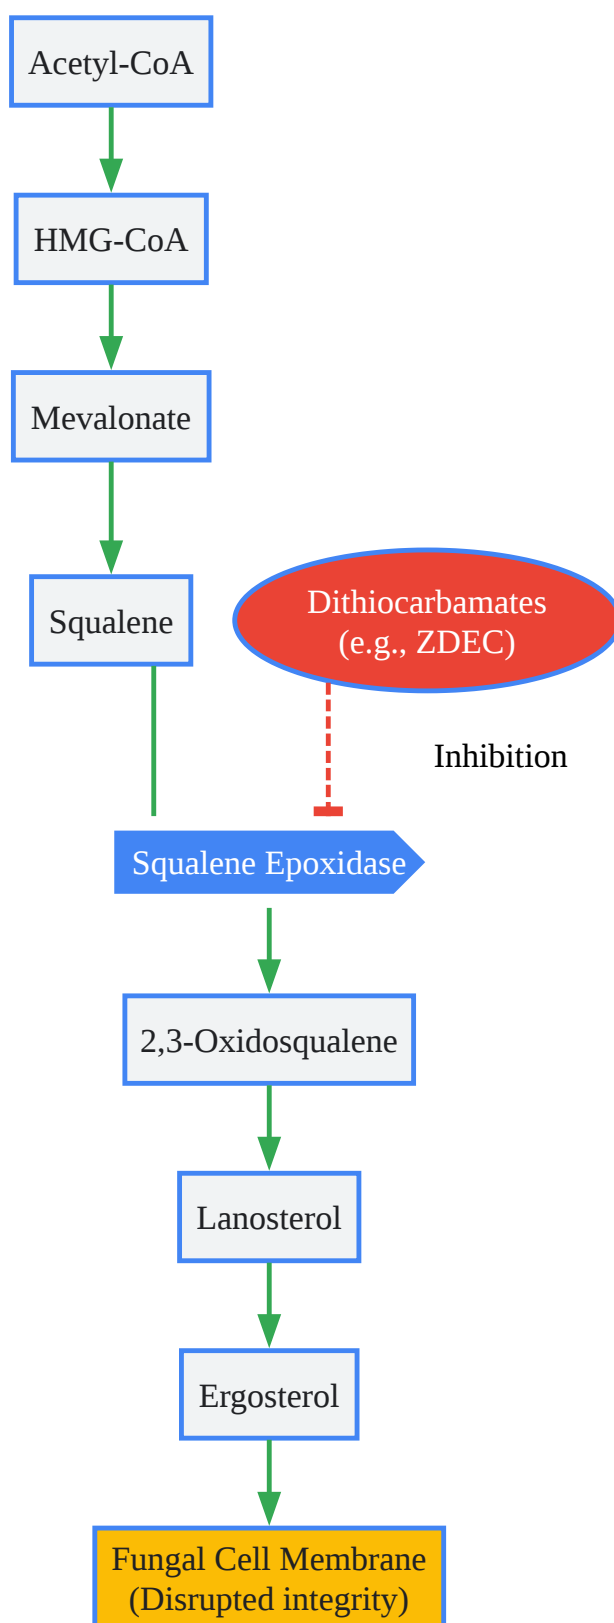 Acetyl-CoA
HMG-CoA
Mevalonate
Squalene
Dithiocarbamates
(e.g., ZDEC)
Inhibition
Squalene Epoxidase
2,3-Oxidosqualene
Lanosterol
Ergosterol
Fungal Cell Membrane
(Disrupted integrity)